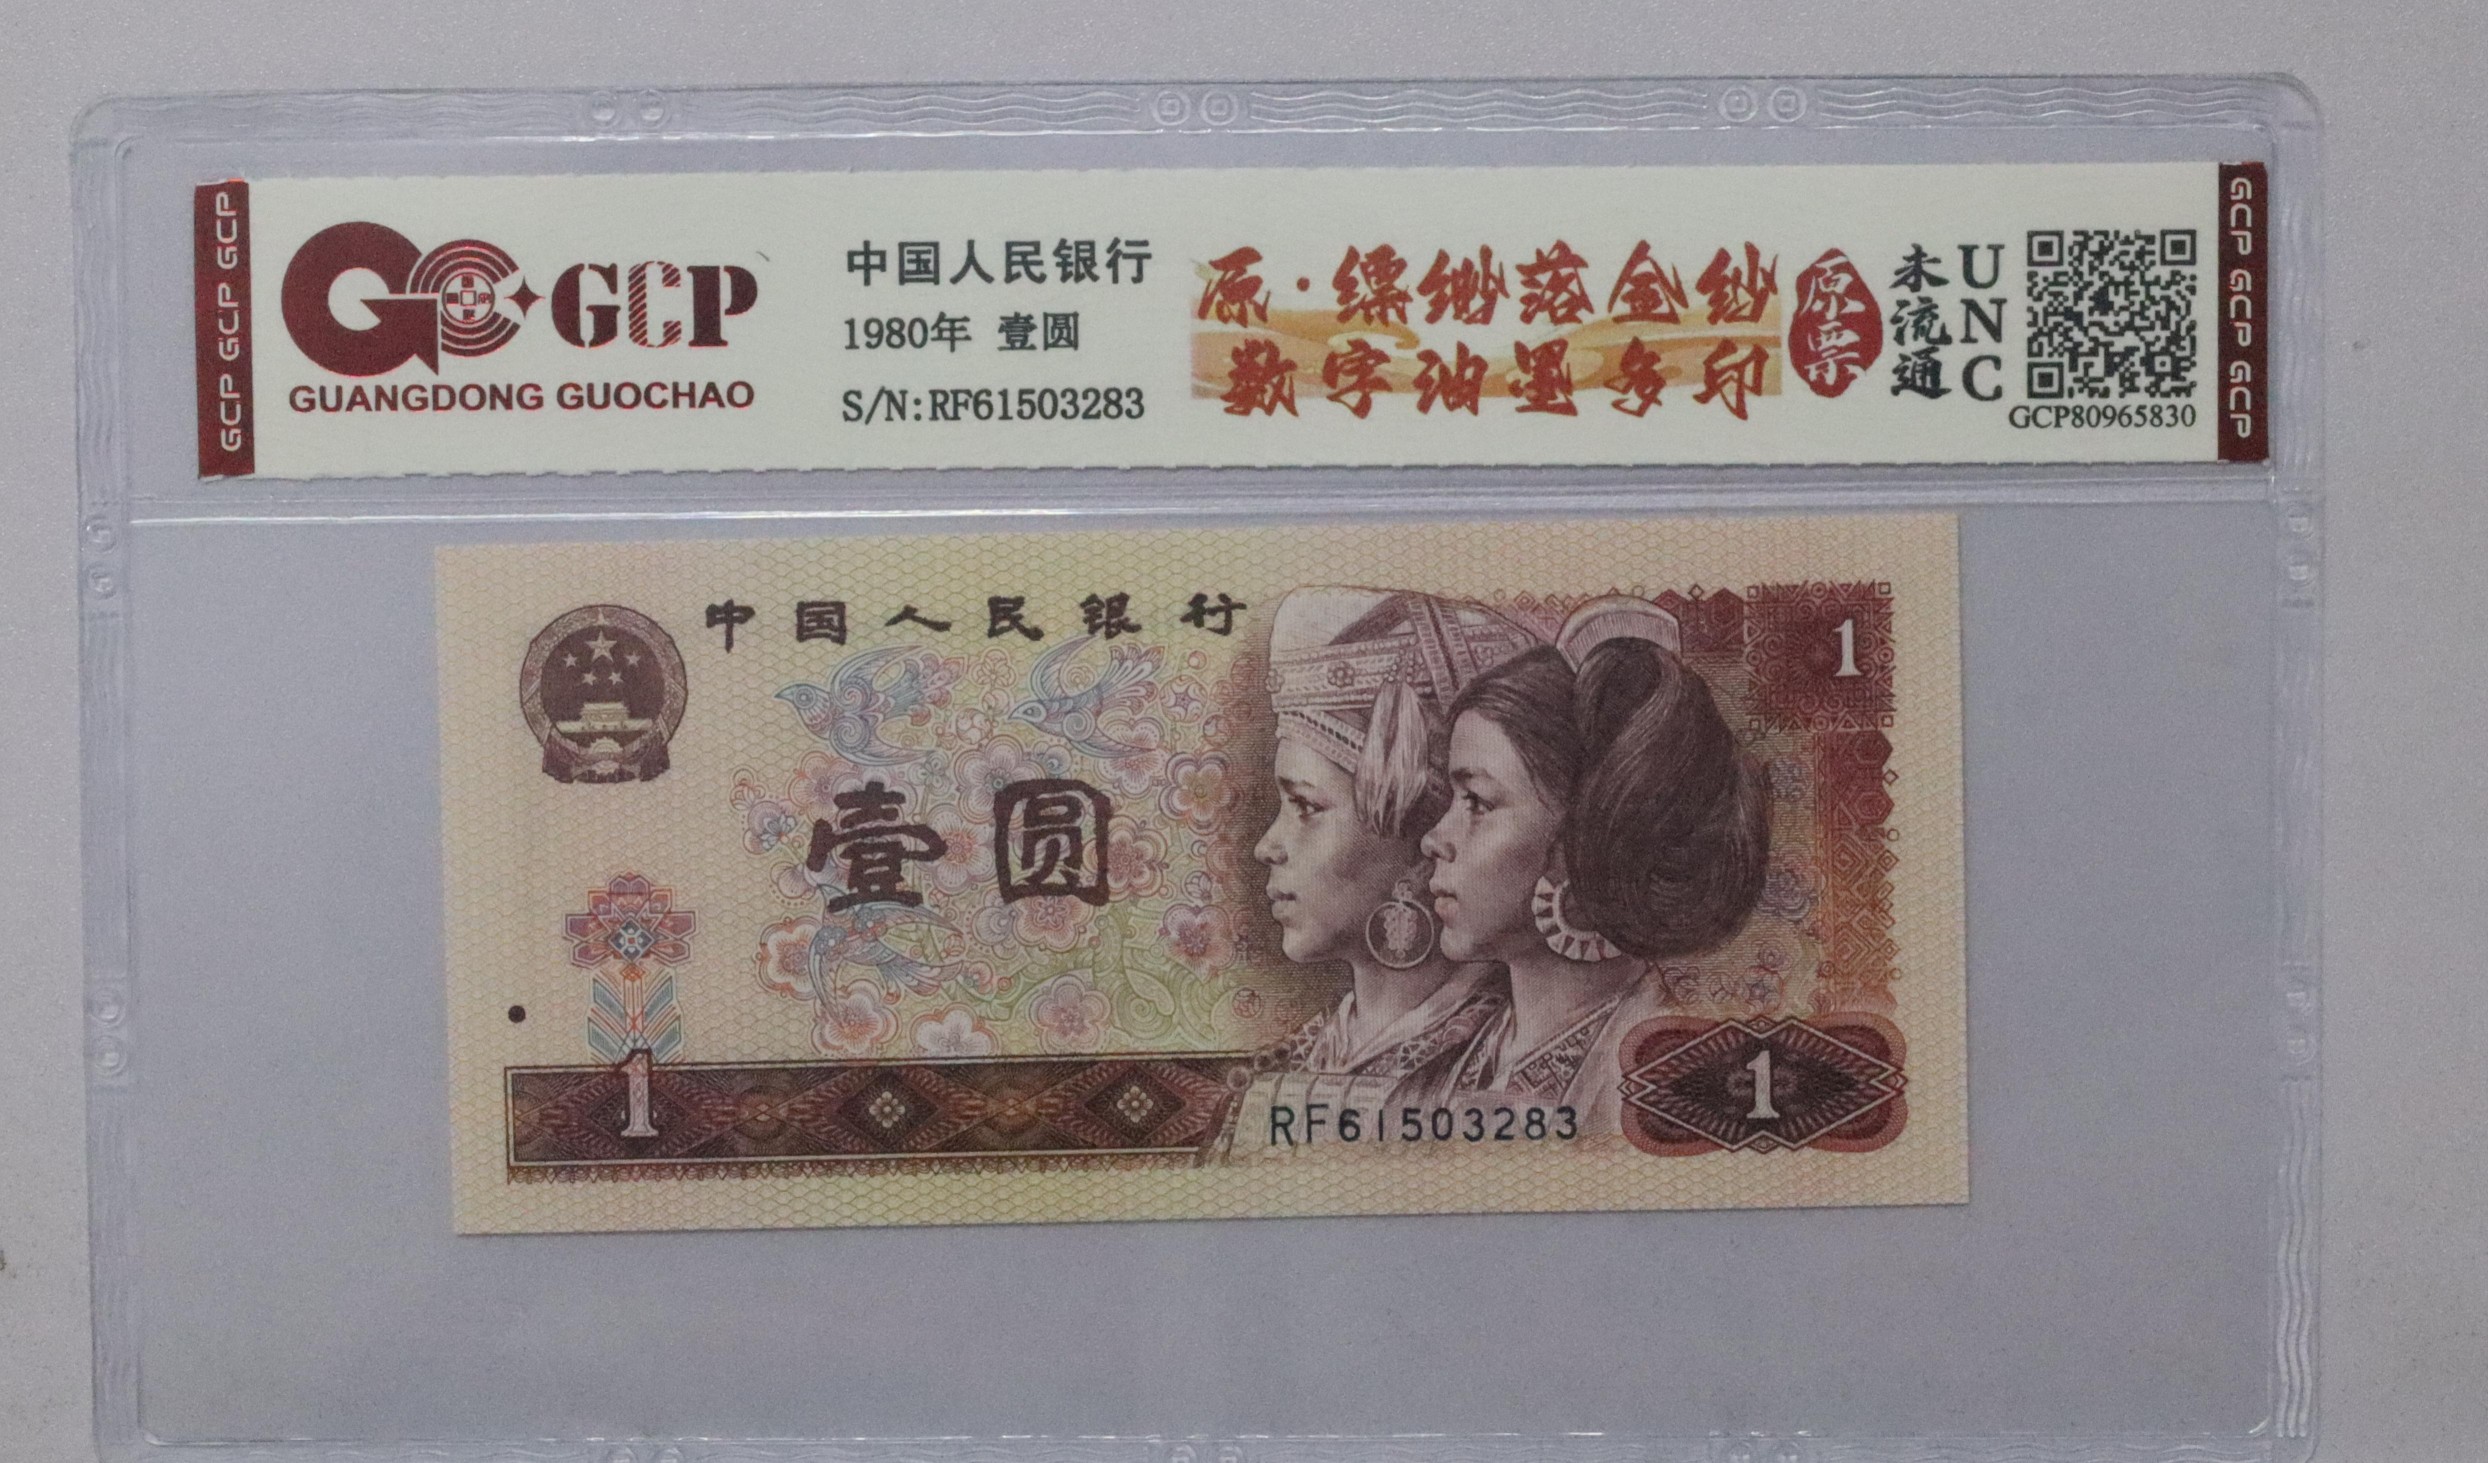 GCP GCP GCP
GCP
GUANGDONG GUOCHAO
中国人民银行
1980年 壹圆
S/N:RF61503283
原·缥缈落金纱
数字油墨多印
原票
未流通
UNC
GCP80965830
GCP GCP GCP
中国人民银行
壹圆
1
1
1
RF61503283